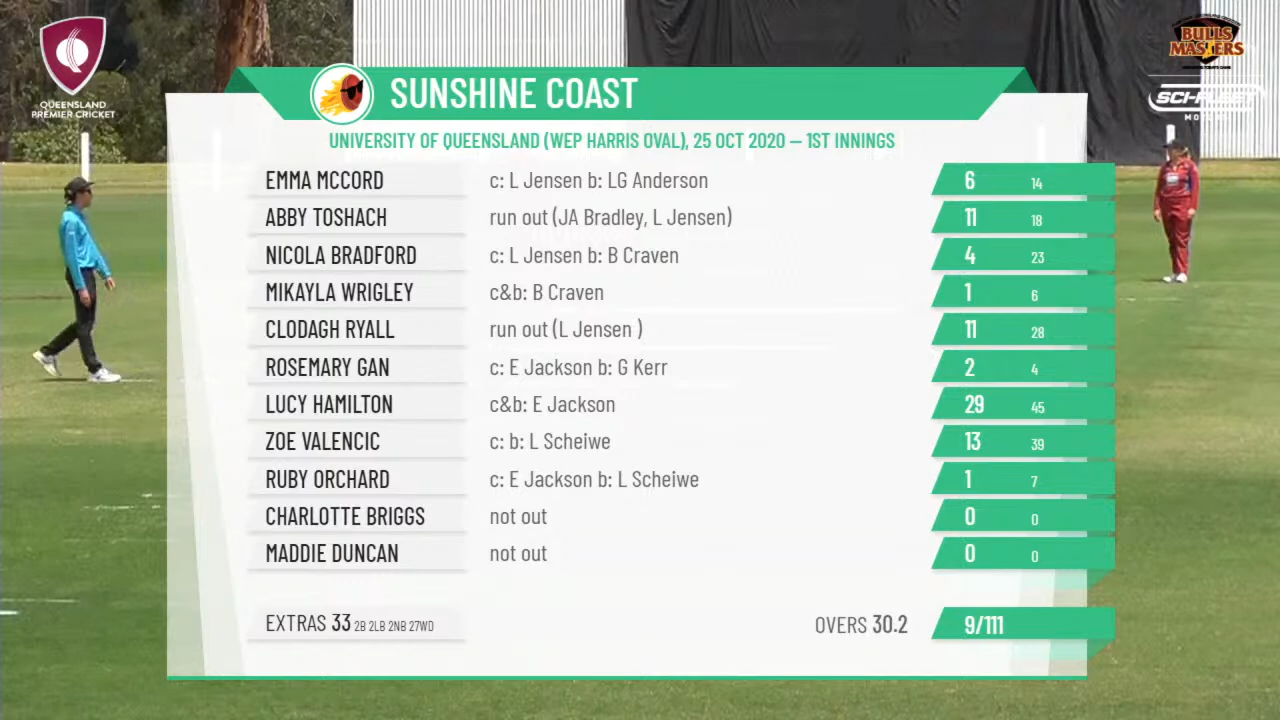 QUEENSLAND
PREMIER CRICKET
BULLS
MASTERS
SCI-FLEET
MOTORS
SUNSHINE COAST
UNIVERSITY OF QUEENSLAND (WEP HARRIS OVAL), 25 OCT 2020 – 1ST INNINGS
EMMA MCCORD c: L Jensen b: LG Anderson 6 14
ABBY TOSHACH run out (JA Bradley, L Jensen) 11 18
NICOLA BRADFORD c: L Jensen b: B Craven 4 23
MIKAYLA WRIGLEY c&b: B Craven 1 6
CLODAGH RYALL run out (L Jensen ) 11 28
ROSEMARY GAN c: E Jackson b: G Kerr 2 4
LUCY HAMILTON c&b: E Jackson 29 45
ZOE VALENCIC c: b: L Scheiwe 13 39
RUBY ORCHARD c: E Jackson b: L Scheiwe 1 7
CHARLOTTE BRIGGS not out 0 0
MADDIE DUNCAN not out 0 0
EXTRAS 33 2B 2LB 2NB 27WD OVERS 30.2 9/111